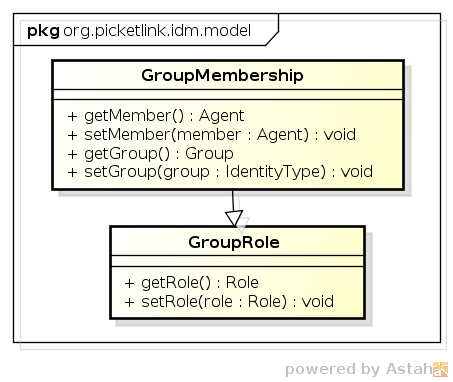 pkg org.picketlink.idm.model
GroupMembership
+ getMember() : Agent
+ setMember(member : Agent) : void
+ getGroup() : Group
+ setGroup(group : IdentityType) : void
GroupRole
+ getRole() : Role
+ setRole(role : Role) : void
powered by Astah